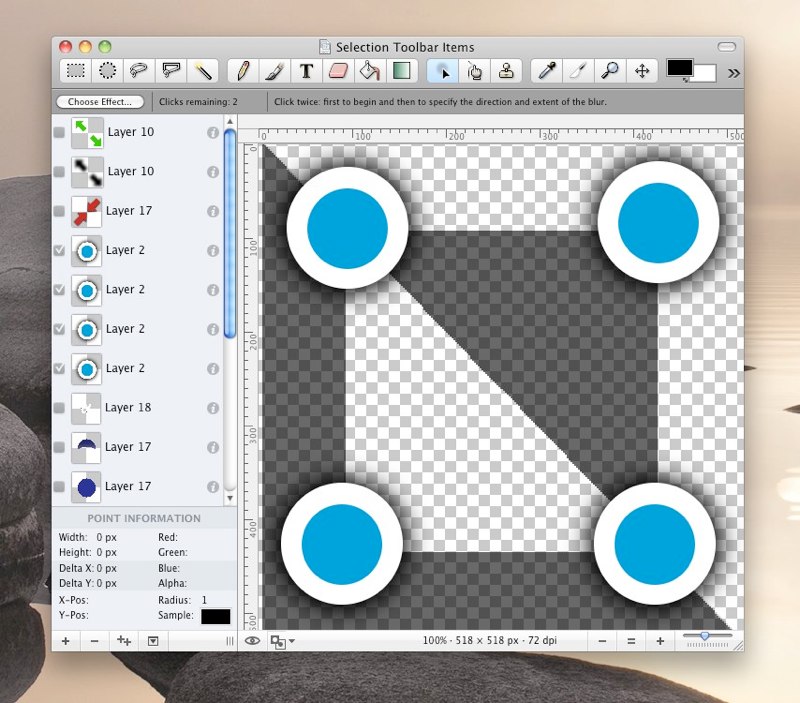 Selection Toolbar Items
T
Choose Effect...
Clicks remaining: 2
Click twice: first to begin and then to specify the direction and extent of the blur.
Layer 10
Layer 10
Layer 17
Layer 2
Layer 2
Layer 2
Layer 2
Layer 18
Layer 17
Layer 17
0 100 200 300 400 500
0
100
200
300
400
500
POINT INFORMATION
Width: 0 px Red:
Height: 0 px Green:
Delta X: 0 px Blue:
Delta Y: 0 px Alpha:
X-Pos: Radius: 1
Y-Pos: Sample:
100% · 518 × 518 px · 72 dpi